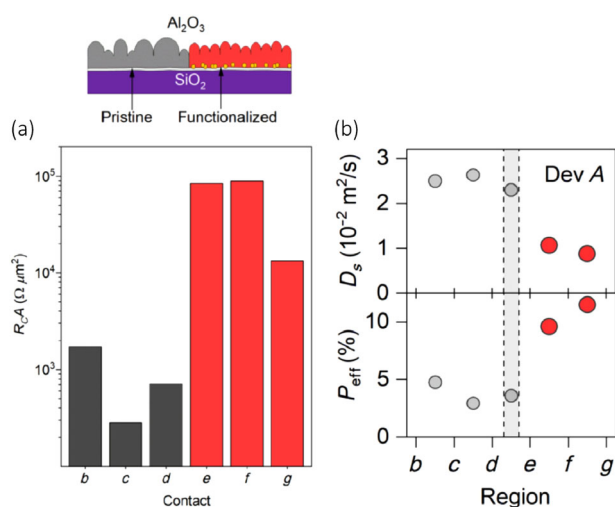 Al₂O₃
SiO₂
Pristine Functionalized
(a)
10⁵
10⁴
10³
R_CA (Ω μm²)
b c d e f g
Contact
(b)
Dev A
3
2
1
0
D_s (10⁻² m²/s)
10
5
0
P_eff (%)
b c d e f g
Region